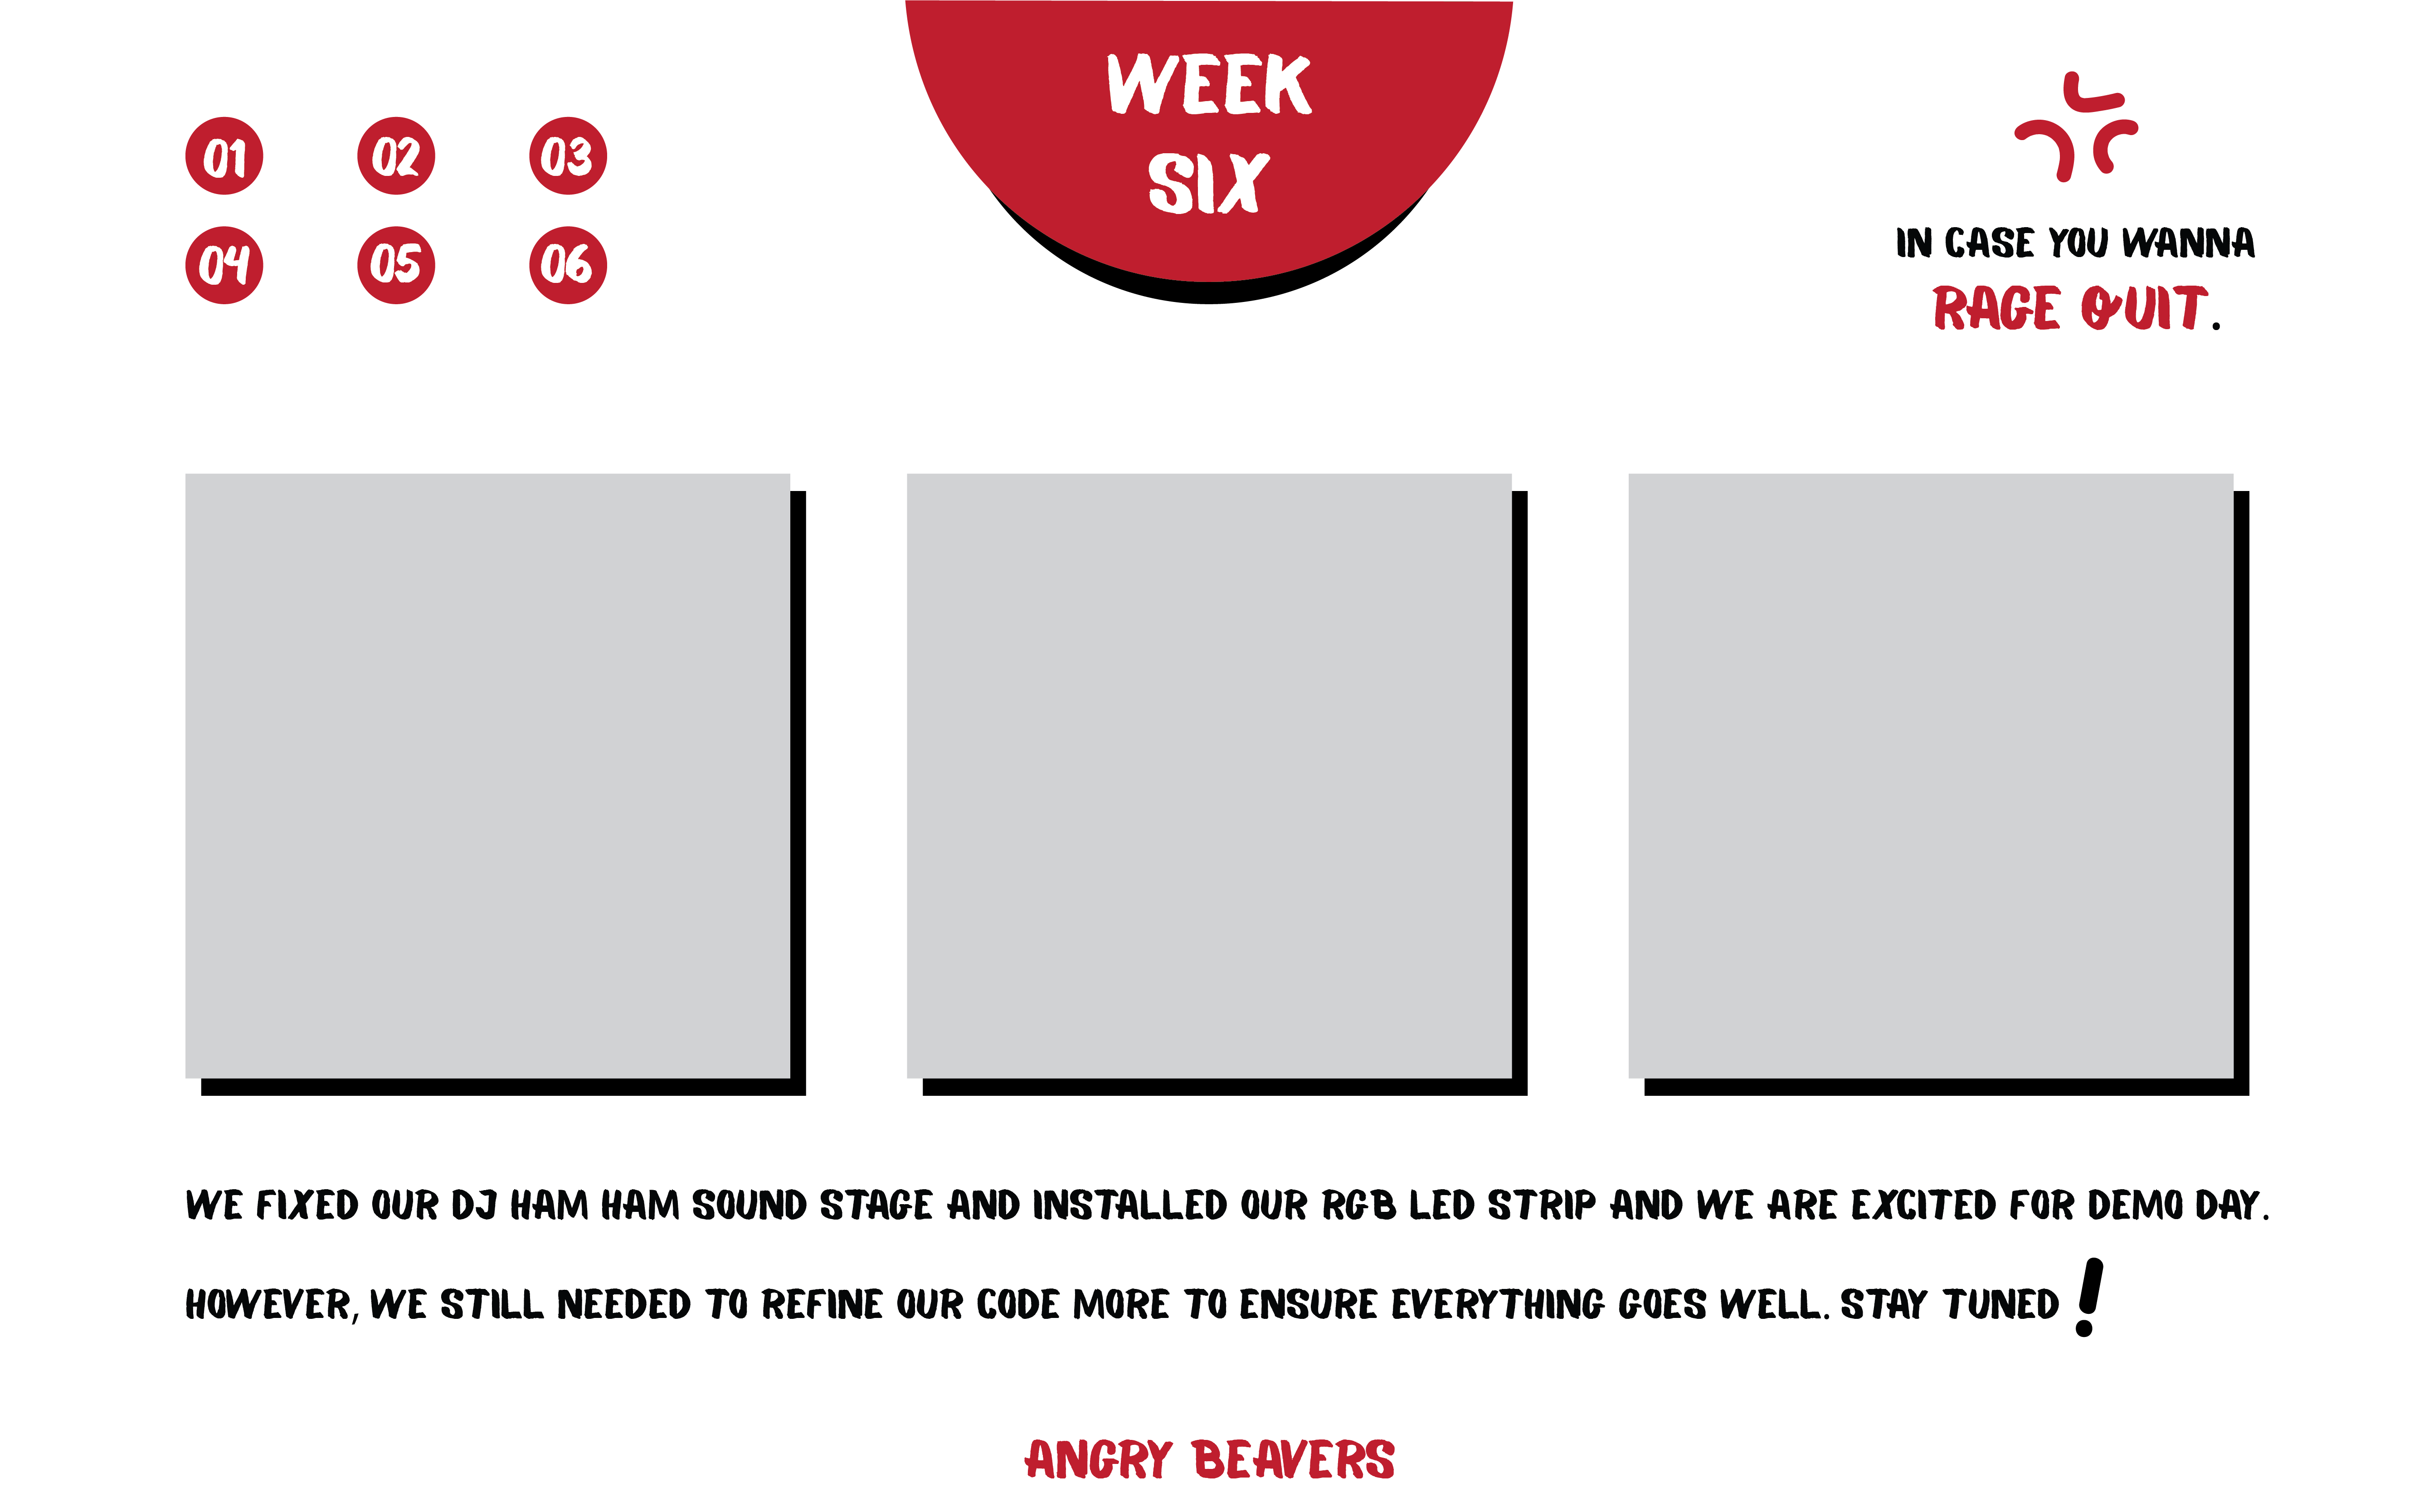 WEEK
SIX
01 02 03
04 05 06
IN CASE YOU WANNA
RAGE QUIT.
WE FIXED OUR DJ HAM HAM SOUND STAGE AND INSTALLED OUR RGB LED STRIP AND WE ARE EXCITED FOR DEMO DAY.
HOWEVER, WE STILL NEEDED TO REFINE OUR CODE MORE TO ENSURE EVERYTHING GOES WELL. STAY TUNED!
ANGRY BEAVERS